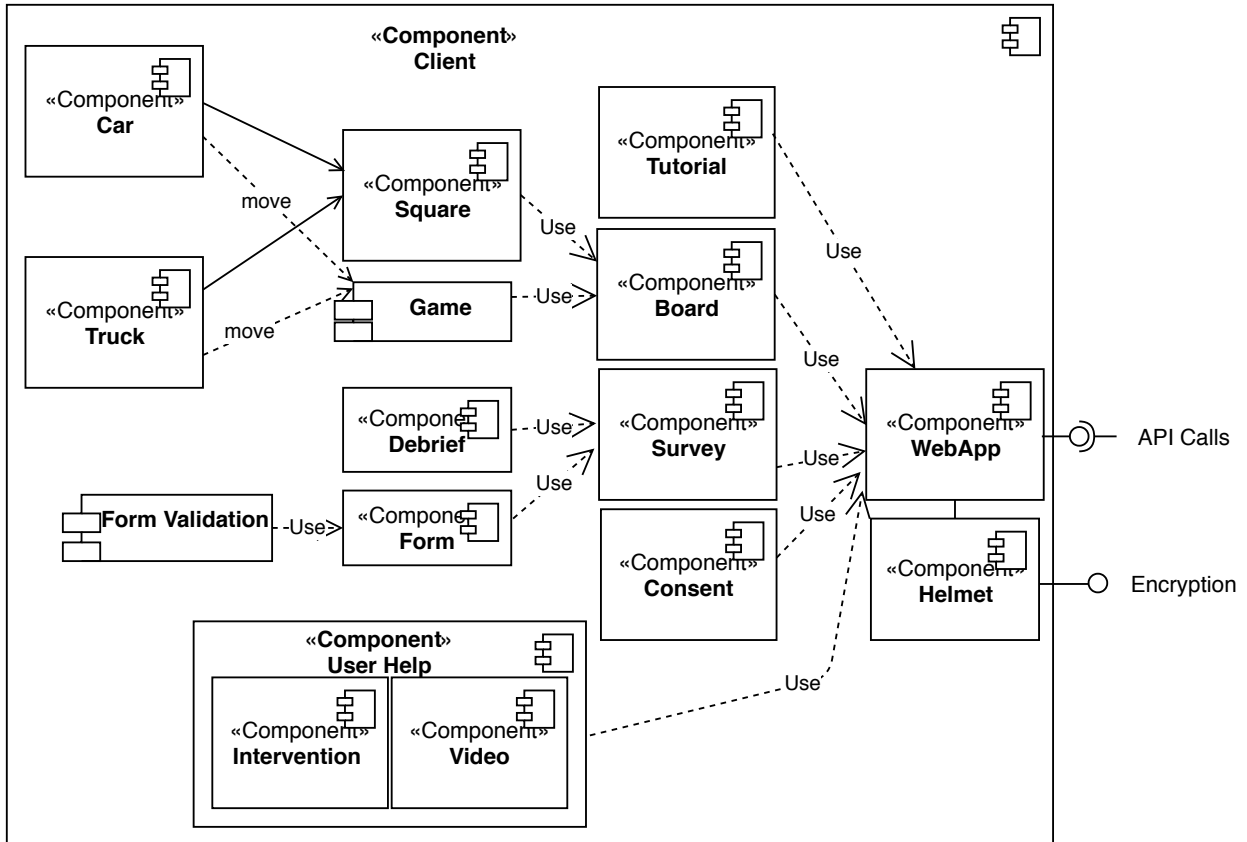 «Component»
Client
«Component»
Car
«Component»
Tutorial
«Component»
Square
move
Use
Use
«Component»
Truck
Game
Use
«Component»
Board
move
Use
«Compone
Debrief
Use
«Component»
Survey
«Component»
WebApp
API Calls
Use
Use
Form Validation
Use
«Compone
Form
Use
«Component»
Consent
«Component»
Helmet
Encryption
«Component»
User Help
Use
«Component»
Intervention
«Component»
Video